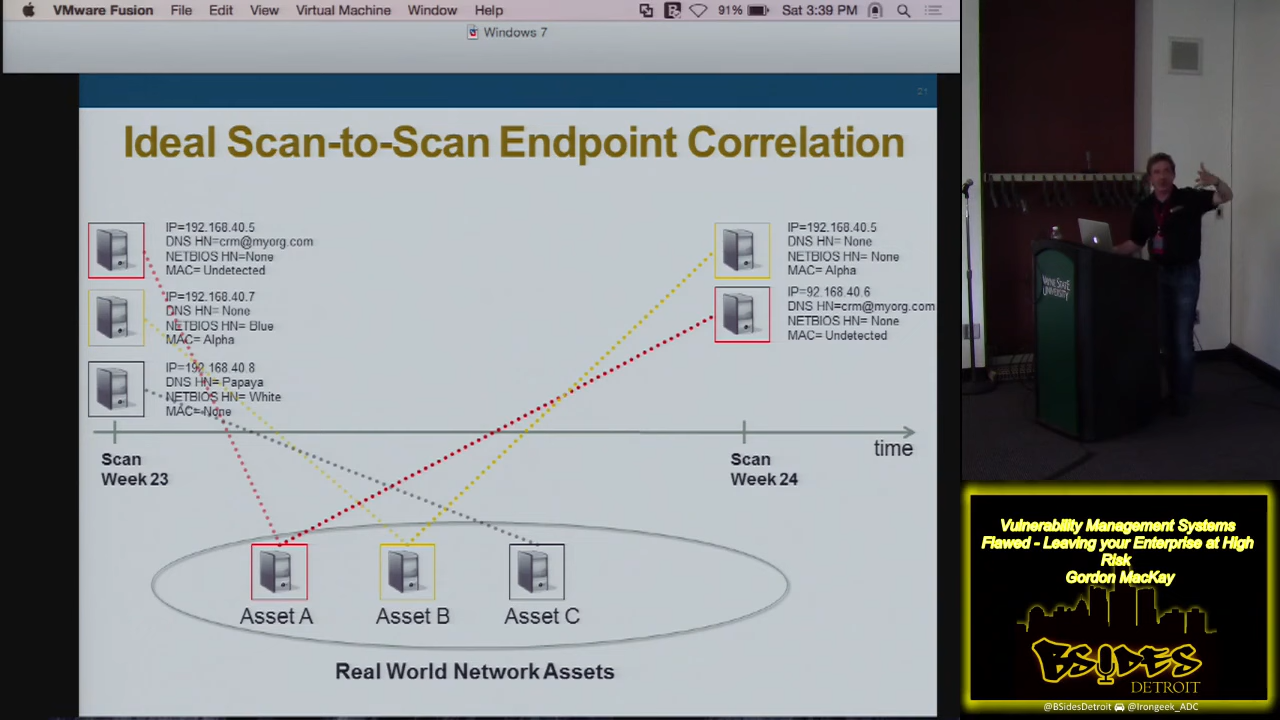 VMware Fusion File Edit View Virtual Machine Window Help 91% Sat 3:39 PM
Windows 7
21
Ideal Scan-to-Scan Endpoint Correlation
IP=192.168.40.5
DNS HN=crm@myorg.com
NETBIOS HN=None
MAC= Undetected
IP=192.168.40.7
DNS HN= None
NETBIOS HN= Blue
MAC= Alpha
IP=192.168.40.8
DNS HN= Papaya
NETBIOS HN= White
MAC= None
IP=192.168.40.5
DNS HN= None
NETBIOS HN= None
MAC= Alpha
IP=92.168.40.6
DNS HN=crm@myorg.com
NETBIOS HN= None
MAC= Undetected
time
Scan
Week 23
Scan
Week 24
Asset A
Asset B
Asset C
Real World Network Assets
WAYNE STATE
UNIVERSITY
Vulnerability Management Systems
Flawed - Leaving your Enterprise at High
Risk
Gordon MacKay
BSIDES
DETROIT
@BSidesDetroit @Irongeek_ADC